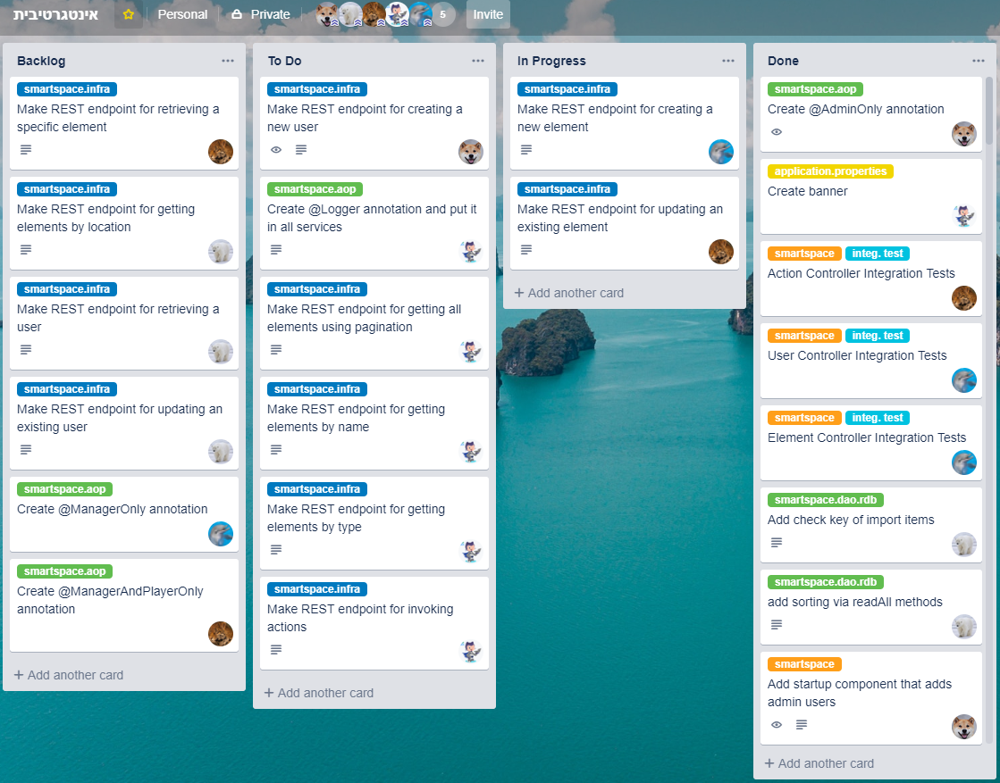 אינטגרטיבית
Personal
Private
5
Invite
Backlog
smartspace.infra
Make REST endpoint for retrieving a
specific element
smartspace.infra
Make REST endpoint for getting
elements by location
smartspace.infra
Make REST endpoint for retrieving a
user
smartspace.infra
Make REST endpoint for updating an
existing user
smartspace.aop
Create @ManagerOnly annotation
smartspace.aop
Create @ManagerAndPlayerOnly
annotation
+ Add another card
To Do
smartspace.infra
Make REST endpoint for creating a
new user
smartspace.aop
Create @Logger annotation and put it
in all services
smartspace.infra
Make REST endpoint for getting all
elements using pagination
smartspace.infra
Make REST endpoint for getting
elements by name
smartspace.infra
Make REST endpoint for getting
elements by type
smartspace.infra
Make REST endpoint for invoking
actions
+ Add another card
In Progress
smartspace.infra
Make REST endpoint for creating a
new element
smartspace.infra
Make REST endpoint for updating an
existing element
+ Add another card
Done
smartspace.aop
Create @AdminOnly annotation
application.properties
Create banner
smartspace integ. test
Action Controller Integration Tests
smartspace integ. test
User Controller Integration Tests
smartspace integ. test
Element Controller Integration Tests
smartspace.dao.rdb
Add check key of import items
smartspace.dao.rdb
add sorting via readAll methods
smartspace
Add startup component that adds
admin users
+ Add another card